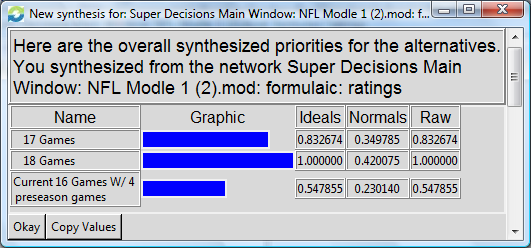 New synthesis for: Super Decisions Main Window: NFL Modle 1 (2).mod: f...
Here are the overall synthesized priorities for the alternatives.
You synthesized from the network Super Decisions Main
Window: NFL Modle 1 (2).mod: formulaic: ratings
Name Graphic Ideals Normals Raw
17 Games 0.832674 0.349785 0.832674
18 Games 1.000000 0.420075 1.000000
Current 16 Games W/ 4
preseason games 0.547855 0.230140 0.547855
Okay Copy Values